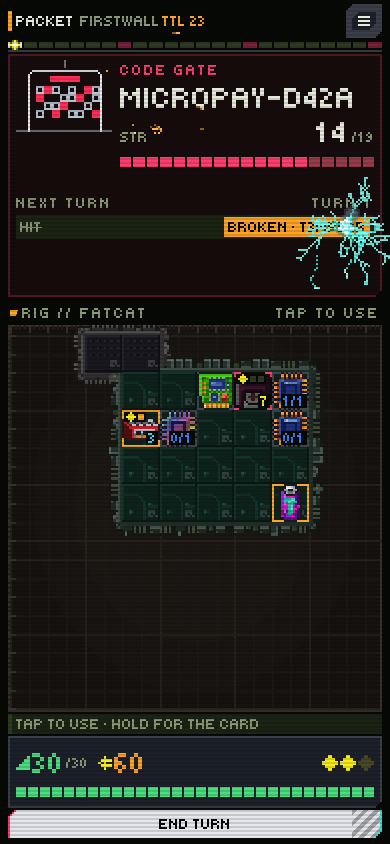 PACKET FIRSTWALL TTL 23
CODE GATE
MICROPAY-D42A
STR 14 /19
NEXT TURN
HIT
BROKEN
RIG // FATCAT TAP TO USE
7
1/1
3
0/1
0/1
TAP TO USE · HOLD FOR THE CARD
30 /30 60
END TURN